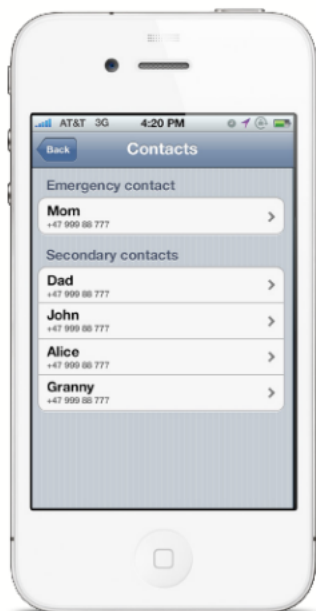 AT&T 3G 4:20 PM
Back Contacts
Emergency contact
Mom
+47 999 88 777
Secondary contacts
Dad
+47 999 88 777
John
+47 999 88 777
Alice
+47 999 88 777
Granny
+47 999 88 777